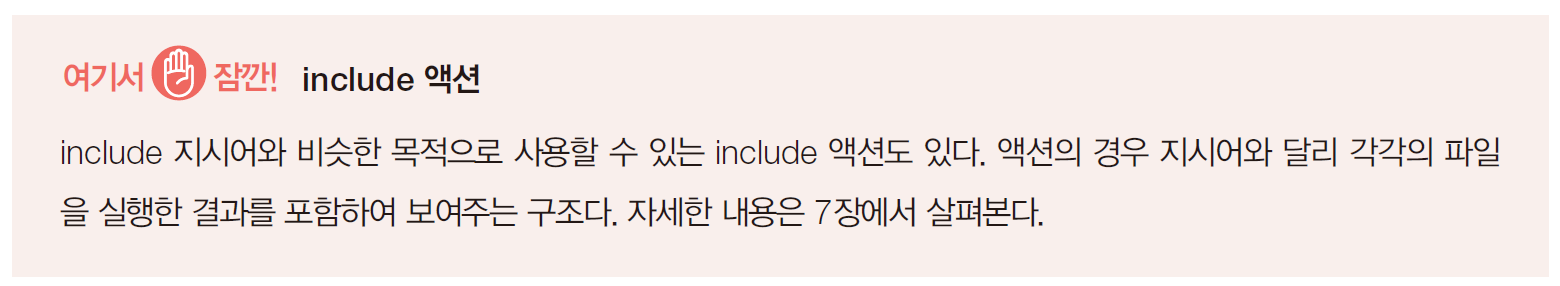 여기서 잠깐! include 액션
include 지시어와 비슷한 목적으로 사용할 수 있는 include 액션도 있다. 액션의 경우 지시어와 달리 각각의 파일
을 실행한 결과를 포함하여 보여주는 구조다. 자세한 내용은 7장에서 살펴본다.